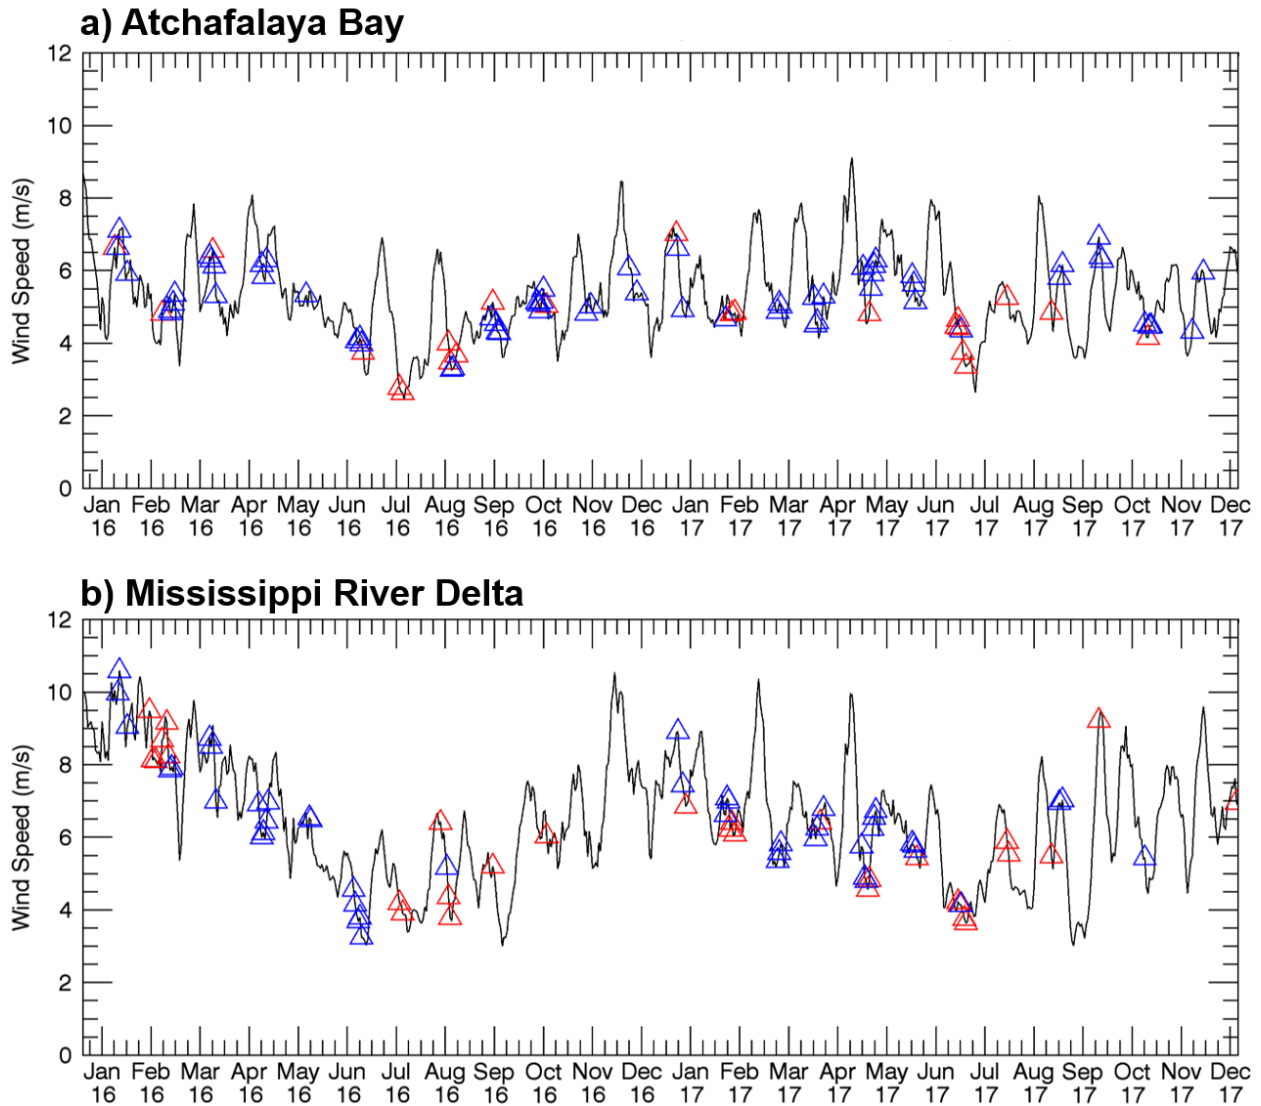 a) Atchafalaya Bay
12
10
8
6
4
2
0
Wind Speed (m/s)
Jan Feb Mar Apr May Jun Jul Aug Sep Oct Nov Dec Jan Feb Mar Apr May Jun Jul Aug Sep Oct Nov Dec
16 16 16 16 16 16 16 16 16 16 16 16 17 17 17 17 17 17 17 17 17 17 17 17
b) Mississippi River Delta
12
10
8
6
4
2
0
Wind Speed (m/s)
Jan Feb Mar Apr May Jun Jul Aug Sep Oct Nov Dec Jan Feb Mar Apr May Jun Jul Aug Sep Oct Nov Dec
16 16 16 16 16 16 16 16 16 16 16 16 17 17 17 17 17 17 17 17 17 17 17 17